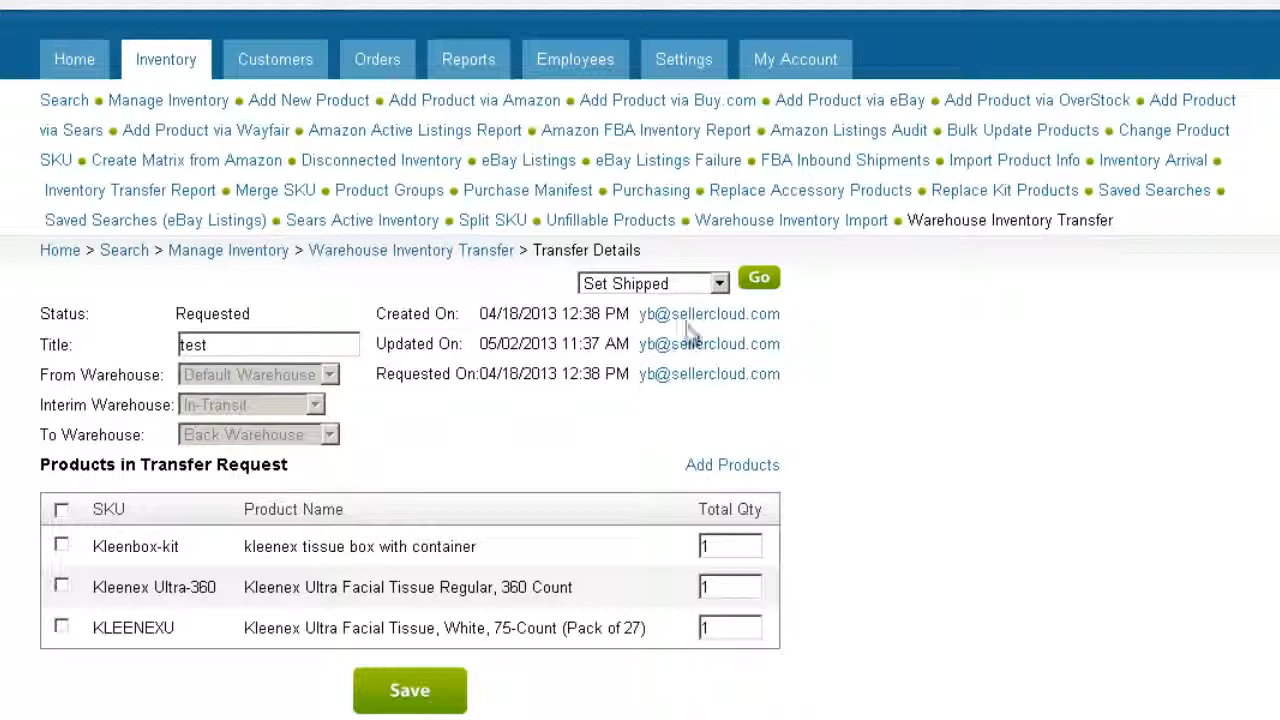 Home Inventory Customers Orders Reports Employees Settings My Account
Search • Manage Inventory • Add New Product • Add Product via Amazon • Add Product via Buy.com • Add Product via eBay • Add Product via OverStock • Add Product
via Sears • Add Product via Wayfair • Amazon Active Listings Report • Amazon FBA Inventory Report • Amazon Listings Audit • Bulk Update Products • Change Product
SKU • Create Matrix from Amazon • Disconnected Inventory • eBay Listings • eBay Listings Failure • FBA Inbound Shipments • Import Product Info • Inventory Arrival •
Inventory Transfer Report • Merge SKU • Product Groups • Purchase Manifest • Purchasing • Replace Accessory Products • Replace Kit Products • Saved Searches •
Saved Searches (eBay Listings) • Sears Active Inventory • Split SKU • Unfillable Products • Warehouse Inventory Import • Warehouse Inventory Transfer
Home > Search > Manage Inventory > Warehouse Inventory Transfer > Transfer Details
Set Shipped Go
Status: Requested Created On: 04/18/2013 12:38 PM yb@sellercloud.com
Title: test Updated On: 05/02/2013 11:37 AM yb@sellercloud.com
From Warehouse: Default Warehouse Requested On:04/18/2013 12:38 PM yb@sellercloud.com
Interim Warehouse: In-Transit
To Warehouse: Back Warehouse
Products in Transfer Request Add Products
SKU Product Name Total Qty
Kleenbox-kit kleenex tissue box with container 1
Kleenex Ultra-360 Kleenex Ultra Facial Tissue Regular, 360 Count 1
KLEENEXU Kleenex Ultra Facial Tissue, White, 75-Count (Pack of 27) 1
Save